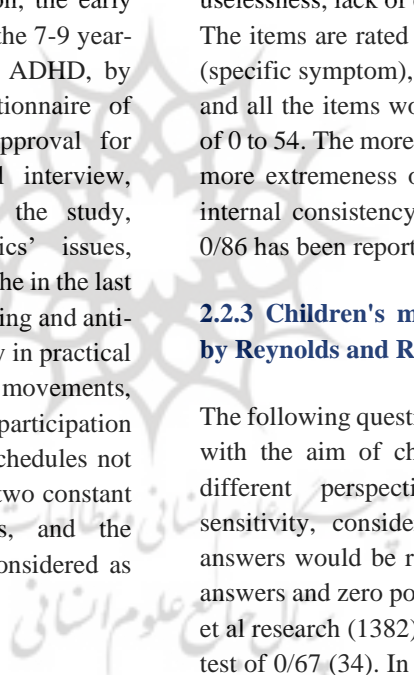 on, the early
the 7-9 year-
ADHD, by
tionnaire of
pproval for
l interview,
the study,
ics’ issues,
he in the last
ing and anti-
y in practical
movements,
participation
chedules not
two constant
s, and the
onsidered as
uselessness, lack of
The items are rated
(specific symptom),
and all the items wo
of 0 to 54. The more
more extremeness o
internal consistency
0/86 has been report
2.2.3 Children's m
by Reynolds and R
The following questi
with the aim of ch
different perspecti
sensitivity, conside
answers would be r
answers and zero po
et al research (1382)
test of 0/67 (34). In